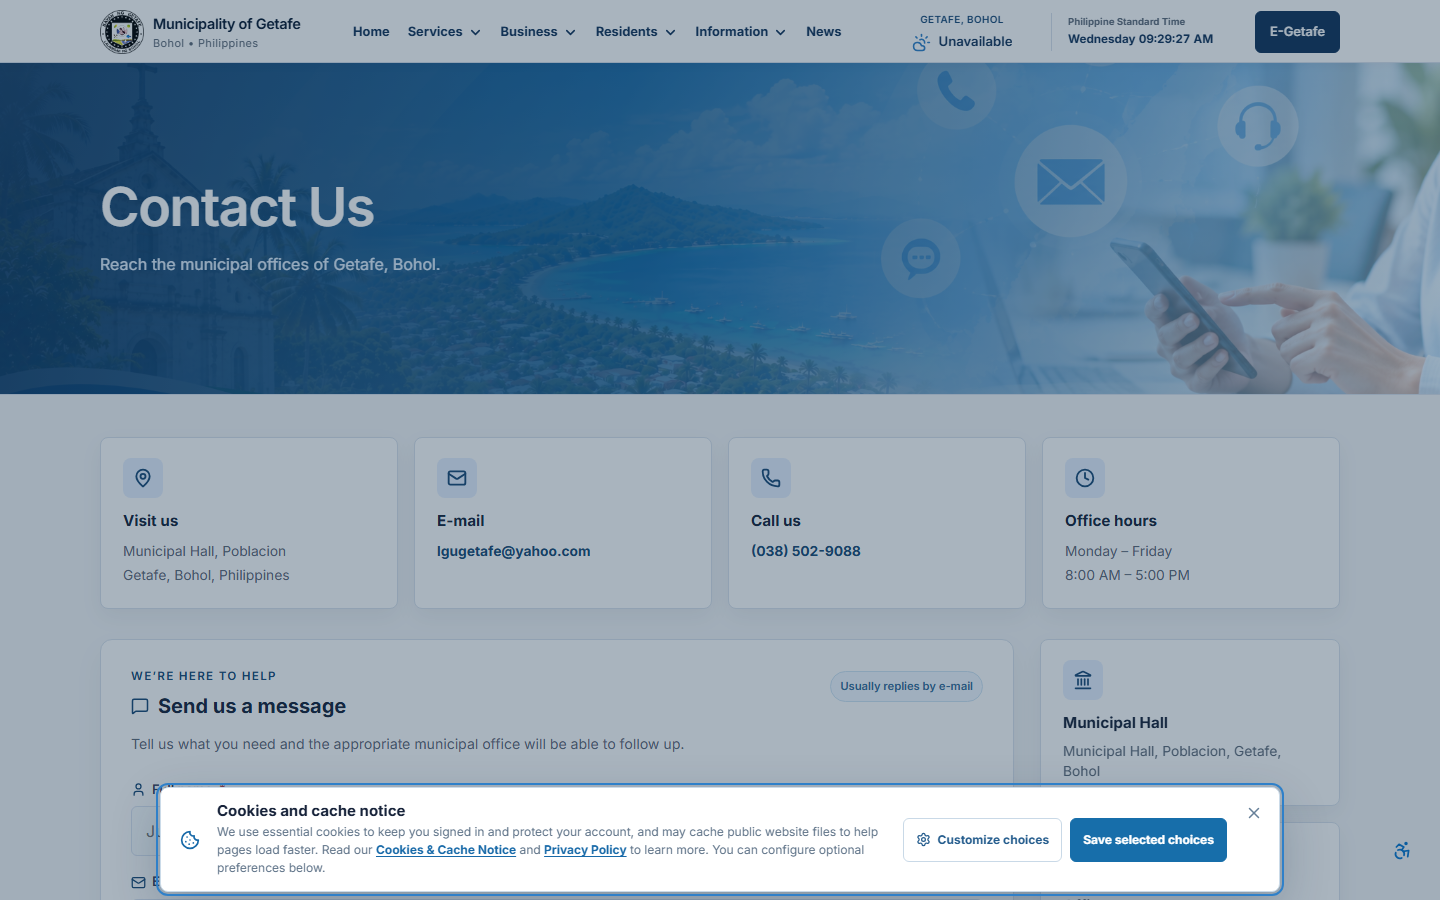 Municipality of Getafe
Bohol • Philippines
Home
Services
Business
Residents
Information
News
GETAFE, BOHOL
Unavailable
Philippine Standard Time
Wednesday 09:29:27 AM
E-Getafe
Contact Us
Reach the municipal offices of Getafe, Bohol.
Visit us
Municipal Hall, Poblacion
Getafe, Bohol, Philippines
E-mail
lgugetafe@yahoo.com
Call us
(038) 502-9088
Office hours
Monday – Friday
8:00 AM – 5:00 PM
WE'RE HERE TO HELP
Send us a message
Usually replies by e-mail
Tell us what you need and the appropriate municipal office will be able to follow up.
Municipal Hall
Municipal Hall, Poblacion, Getafe,
Bohol
Cookies and cache notice
We use essential cookies to keep you signed in and protect your account, and may cache public website files to help
pages load faster. Read our Cookies & Cache Notice and Privacy Policy to learn more. You can configure optional
preferences below.
Customize choices
Save selected choices